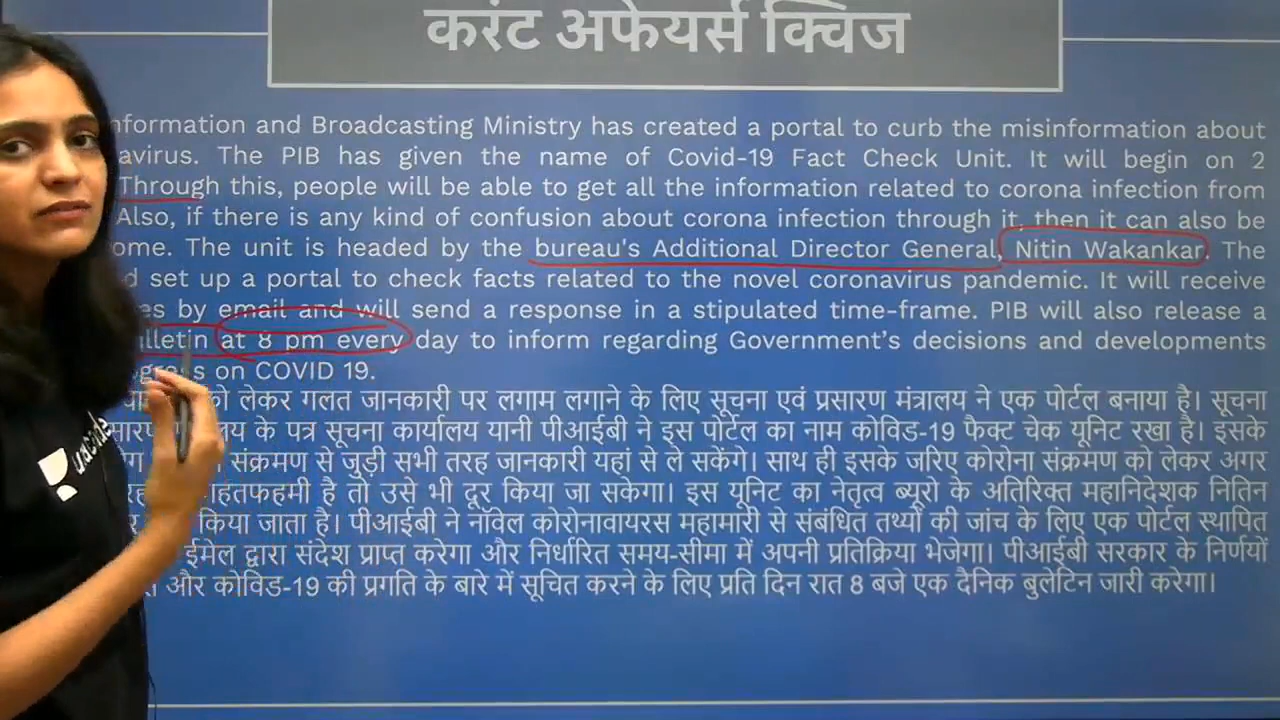 करंट अफेयर्स क्विज
nformation and Broadcasting Ministry has created a portal to curb the misinformation about
avirus. The PIB has given the name of Covid-19 Fact Check Unit. It will begin on 2
Through this, people will be able to get all the information related to corona infection from
Also, if there is any kind of confusion about corona infection through it, then it can also be
ome. The unit is headed by the bureau's Additional Director General, Nitin Wakankar. The
d set up a portal to check facts related to the novel coronavirus pandemic. It will receive
es by email and will send a response in a stipulated time-frame. PIB will also release a
lletin at 8 pm every day to inform regarding Government's decisions and developments
ogress on COVID 19.
को लेकर गलत जानकारी पर लगाम लगाने के लिए सूचना एवं प्रसारण मंत्रालय ने एक पोर्टल बनाया है। सूचना
के पत्र सूचना कार्यालय यानी पीआईबी ने इस पोर्टल का नाम कोविड-19 फैक्ट चेक यूनिट रखा है। इसके
संक्रमण से जुड़ी सभी तरह जानकारी यहां से ले सकेंगे। साथ ही इसके जरिए कोरोना संक्रमण को लेकर अगर
है तो उसे भी दूर किया जा सकेगा। इस यूनिट का नेतृत्व ब्यूरो के अतिरिक्त महानिदेशक नितिन
किया जाता है। पीआईबी ने नॉवेल कोरोनावायरस महामारी से संबंधित तथ्यों की जांच के लिए एक पोर्टल स्थापित
ईमेल द्वारा संदेश प्राप्त करेगा और निर्धारित समय-सीमा में अपनी प्रतिक्रिया भेजेगा। पीआईबी सरकार के निर्णयों
और कोविड-19 की प्रगति के बारे में सूचित करने के लिए प्रति दिन रात 8 बजे एक दैनिक बुलेटिन जारी करेगा।